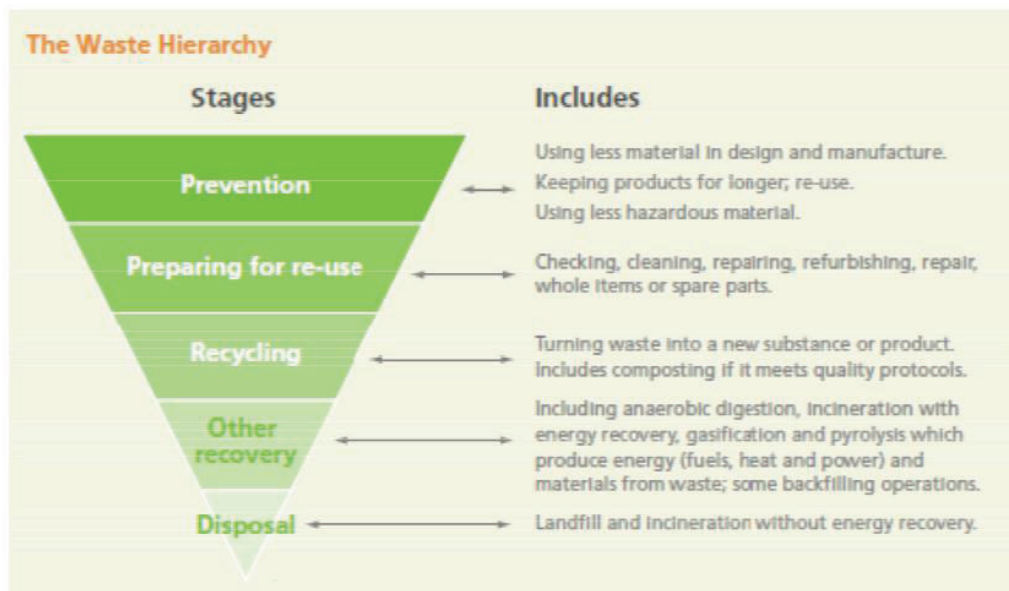 The Waste Hierarchy
Stages
Includes
Prevention
Using less material in design and manufacture.
Keeping products for longer; re-use.
Using less hazardous material.
Preparing for re-use
Checking, cleaning, repairing, refurbishing, repair,
whole items or spare parts.
Recycling
Turning waste into a new substance or product.
Includes composting if it meets quality protocols.
Other
recovery
Including anaerobic digestion, incineration with
energy recovery, gasification and pyrolysis which
produce energy (fuels, heat and power) and
materials from waste; some backfilling operations.
Disposal
Landfill and incineration without energy recovery.